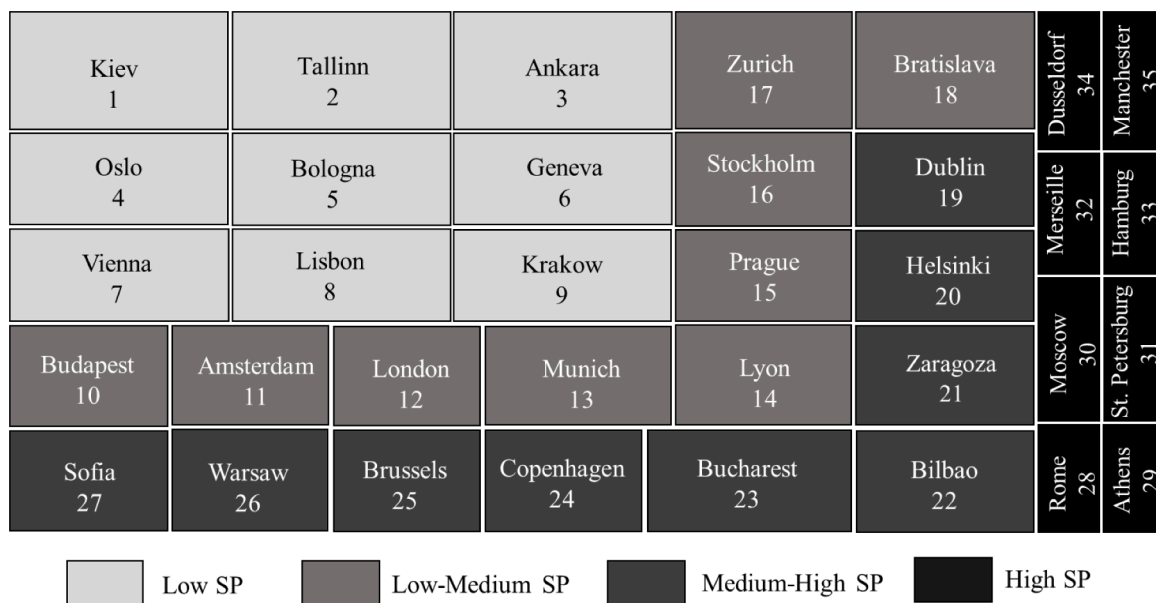 Kiev
1
Tallinn
2
Ankara
3
Zurich
17
Bratislava
18
Dusseldorf
34
Manchester
35
Oslo
4
Bologna
5
Geneva
6
Stockholm
16
Dublin
19
Merseille
32
Hamburg
33
Vienna
7
Lisbon
8
Krakow
9
Prague
15
Helsinki
20
Moscow
30
St. Petersburg
31
Budapest
10
Amsterdam
11
London
12
Munich
13
Lyon
14
Zaragoza
21
Sofia
27
Warsaw
26
Brussels
25
Copenhagen
24
Bucharest
23
Bilbao
22
Rome
28
Athens
29
Low SP
Low-Medium SP
Medium-High SP
High SP